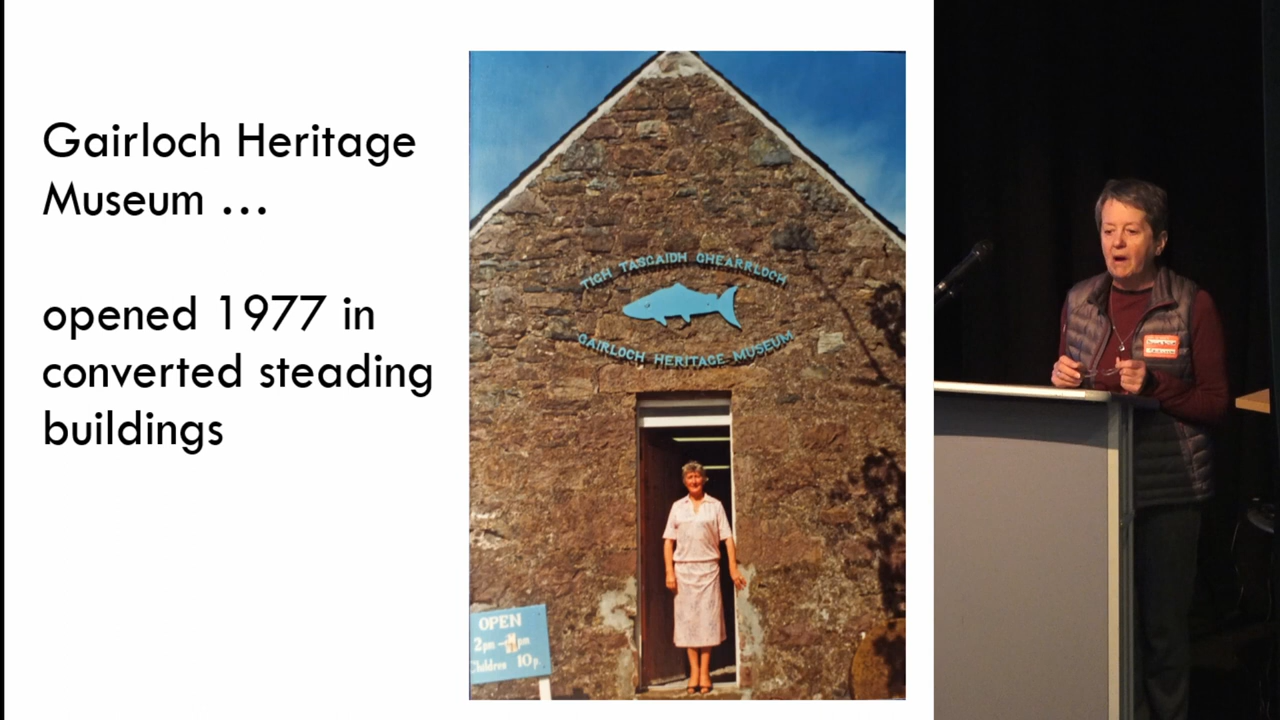 Gairloch Heritage
Museum …
opened 1977 in
converted steading
buildings
TIGH TASGAIDH GHEARRLOCH
GAIRLOCH HERITAGE MUSEUM
OPEN
2pm - pm
Children 10p.